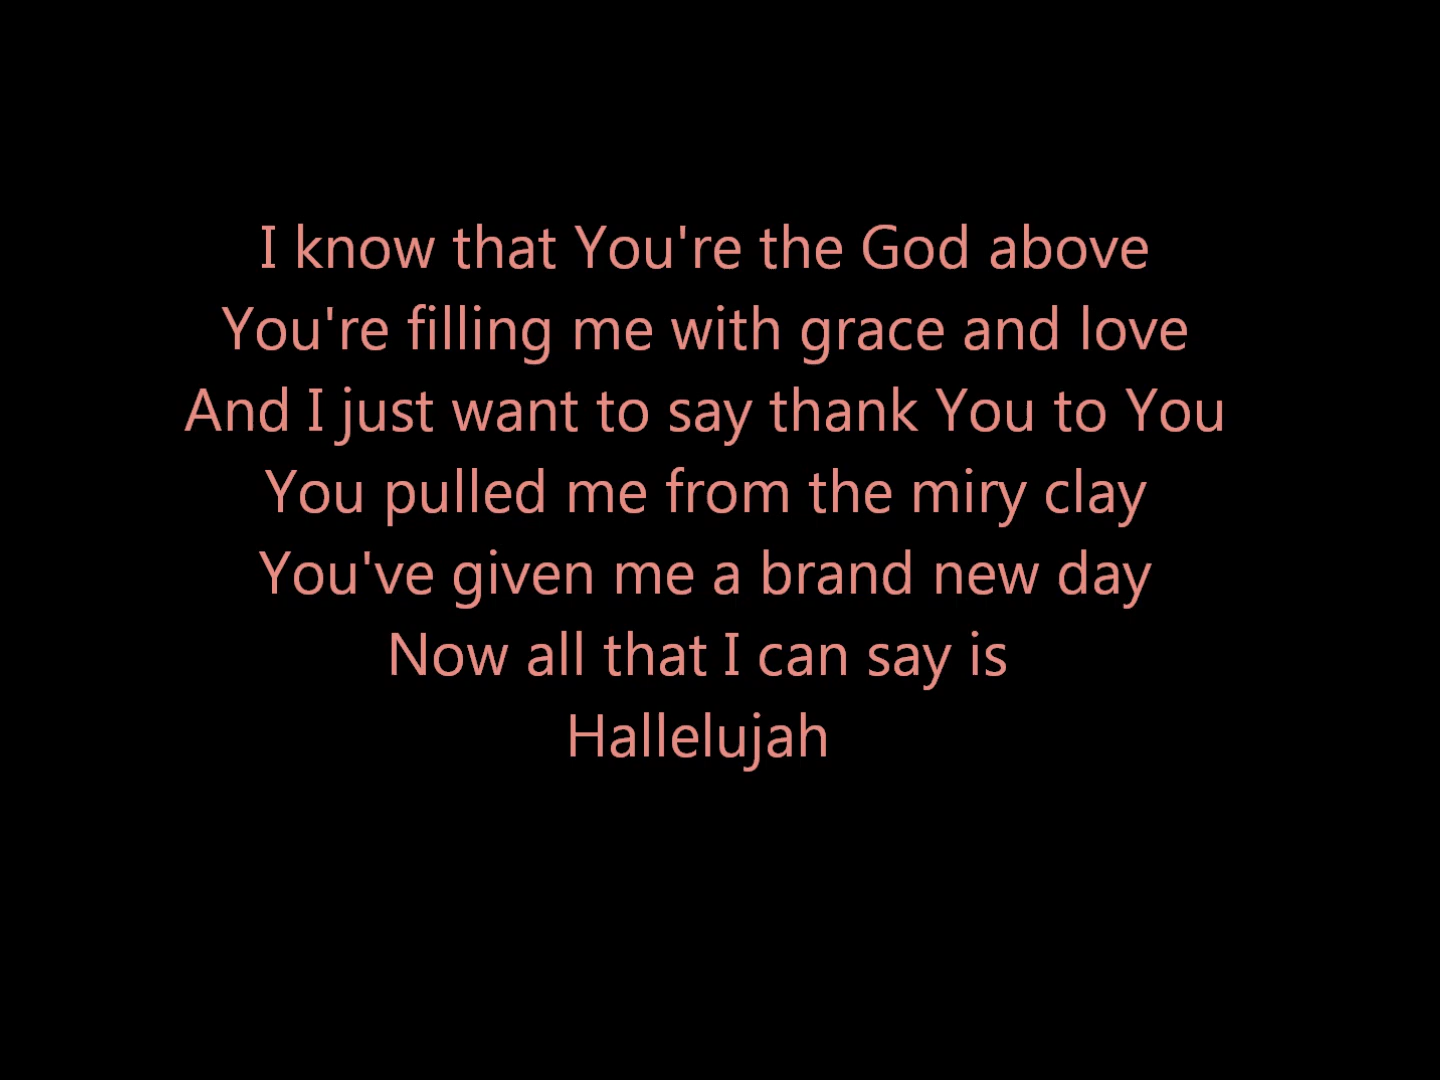 I know that You're the God above
You're filling me with grace and love
And I just want to say thank You to You
You pulled me from the miry clay
You've given me a brand new day
Now all that I can say is
Hallelujah